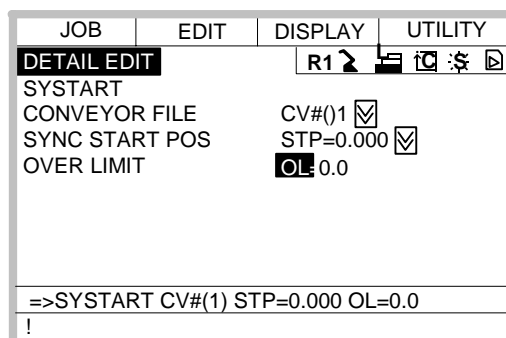 JOB EDIT DISPLAY UTILITY
DETAIL EDIT R1 C S
SYSTART
CONVEYOR FILE CV#()1
SYNC START POS STP=0.000
OVER LIMIT OL= 0.0
=>SYSTART CV#(1) STP=0.000 OL=0.0
!